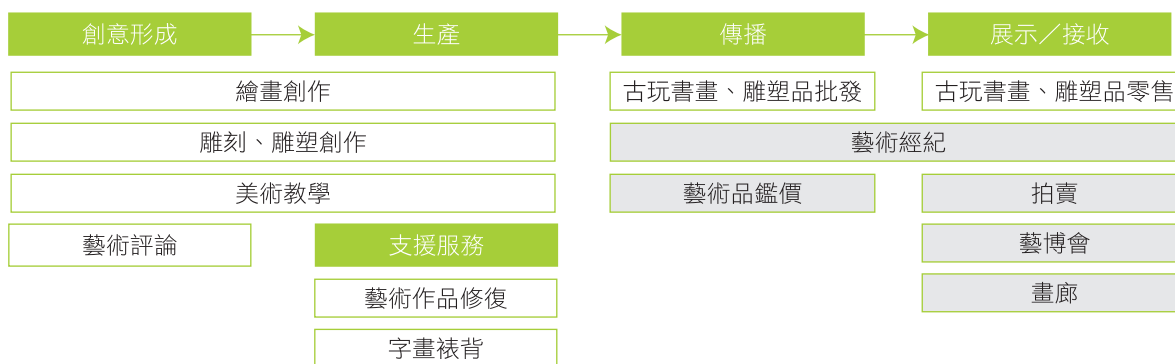 創意形成
生產
傳播
展示／接收
繪畫創作
古玩書畫、雕塑品批發
古玩書畫、雕塑品零售
雕刻、雕塑創作
藝術經紀
美術教學
藝術品鑑價
拍賣
藝術評論
支援服務
藝博會
藝術作品修復
畫廊
字畫裱背